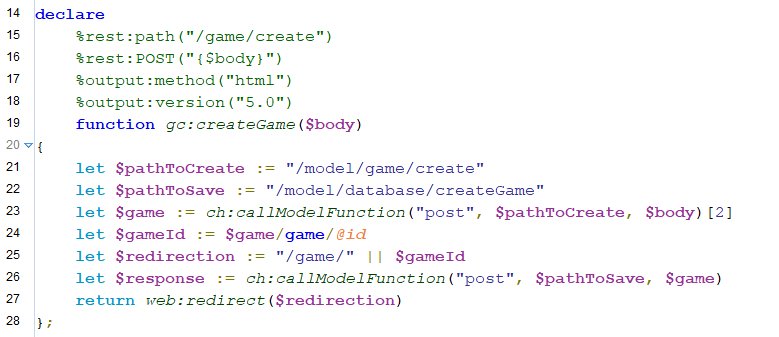 14 declare
15 %rest:path("/game/create")
16 %rest:POST("{$body}")
17 %output:method("html")
18 %output:version("5.0")
19 function gc:createGame($body)
20 {
21 let $pathToCreate := "/model/game/create"
22 let $pathToSave := "/model/database/createGame"
23 let $game := ch:callModelFunction("post", $pathToCreate, $body)[2]
24 let $gameId := $game/game/@id
25 let $redirection := "/game/" || $gameId
26 let $response := ch:callModelFunction("post", $pathToSave, $game)
27 return web:redirect($redirection)
28 };